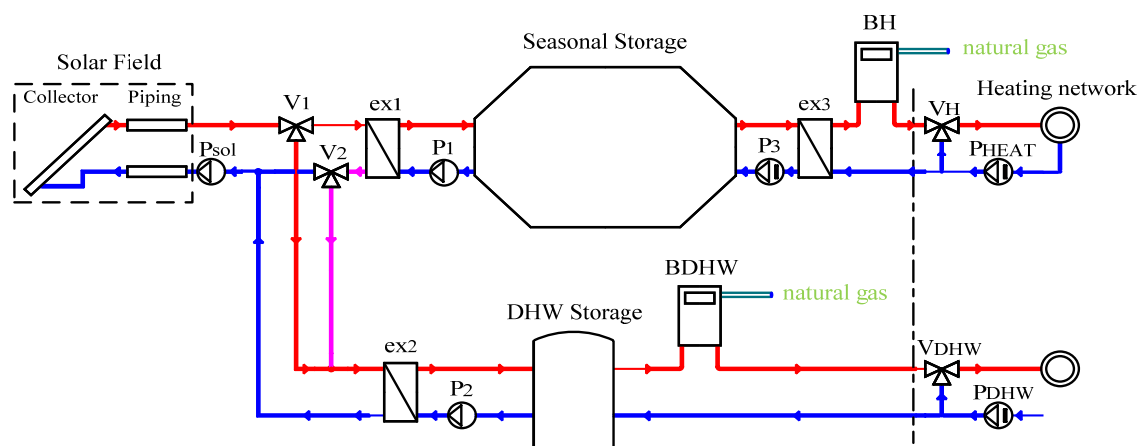 Seasonal Storage
BH
natural gas
Solar Field
Collector
Piping
V1
ex1
ex3
VH
Heating network
Psol
V2
P1
P3
PHEAT
BDHW
natural gas
DHW Storage
ex2
P2
VDHW
PDHW